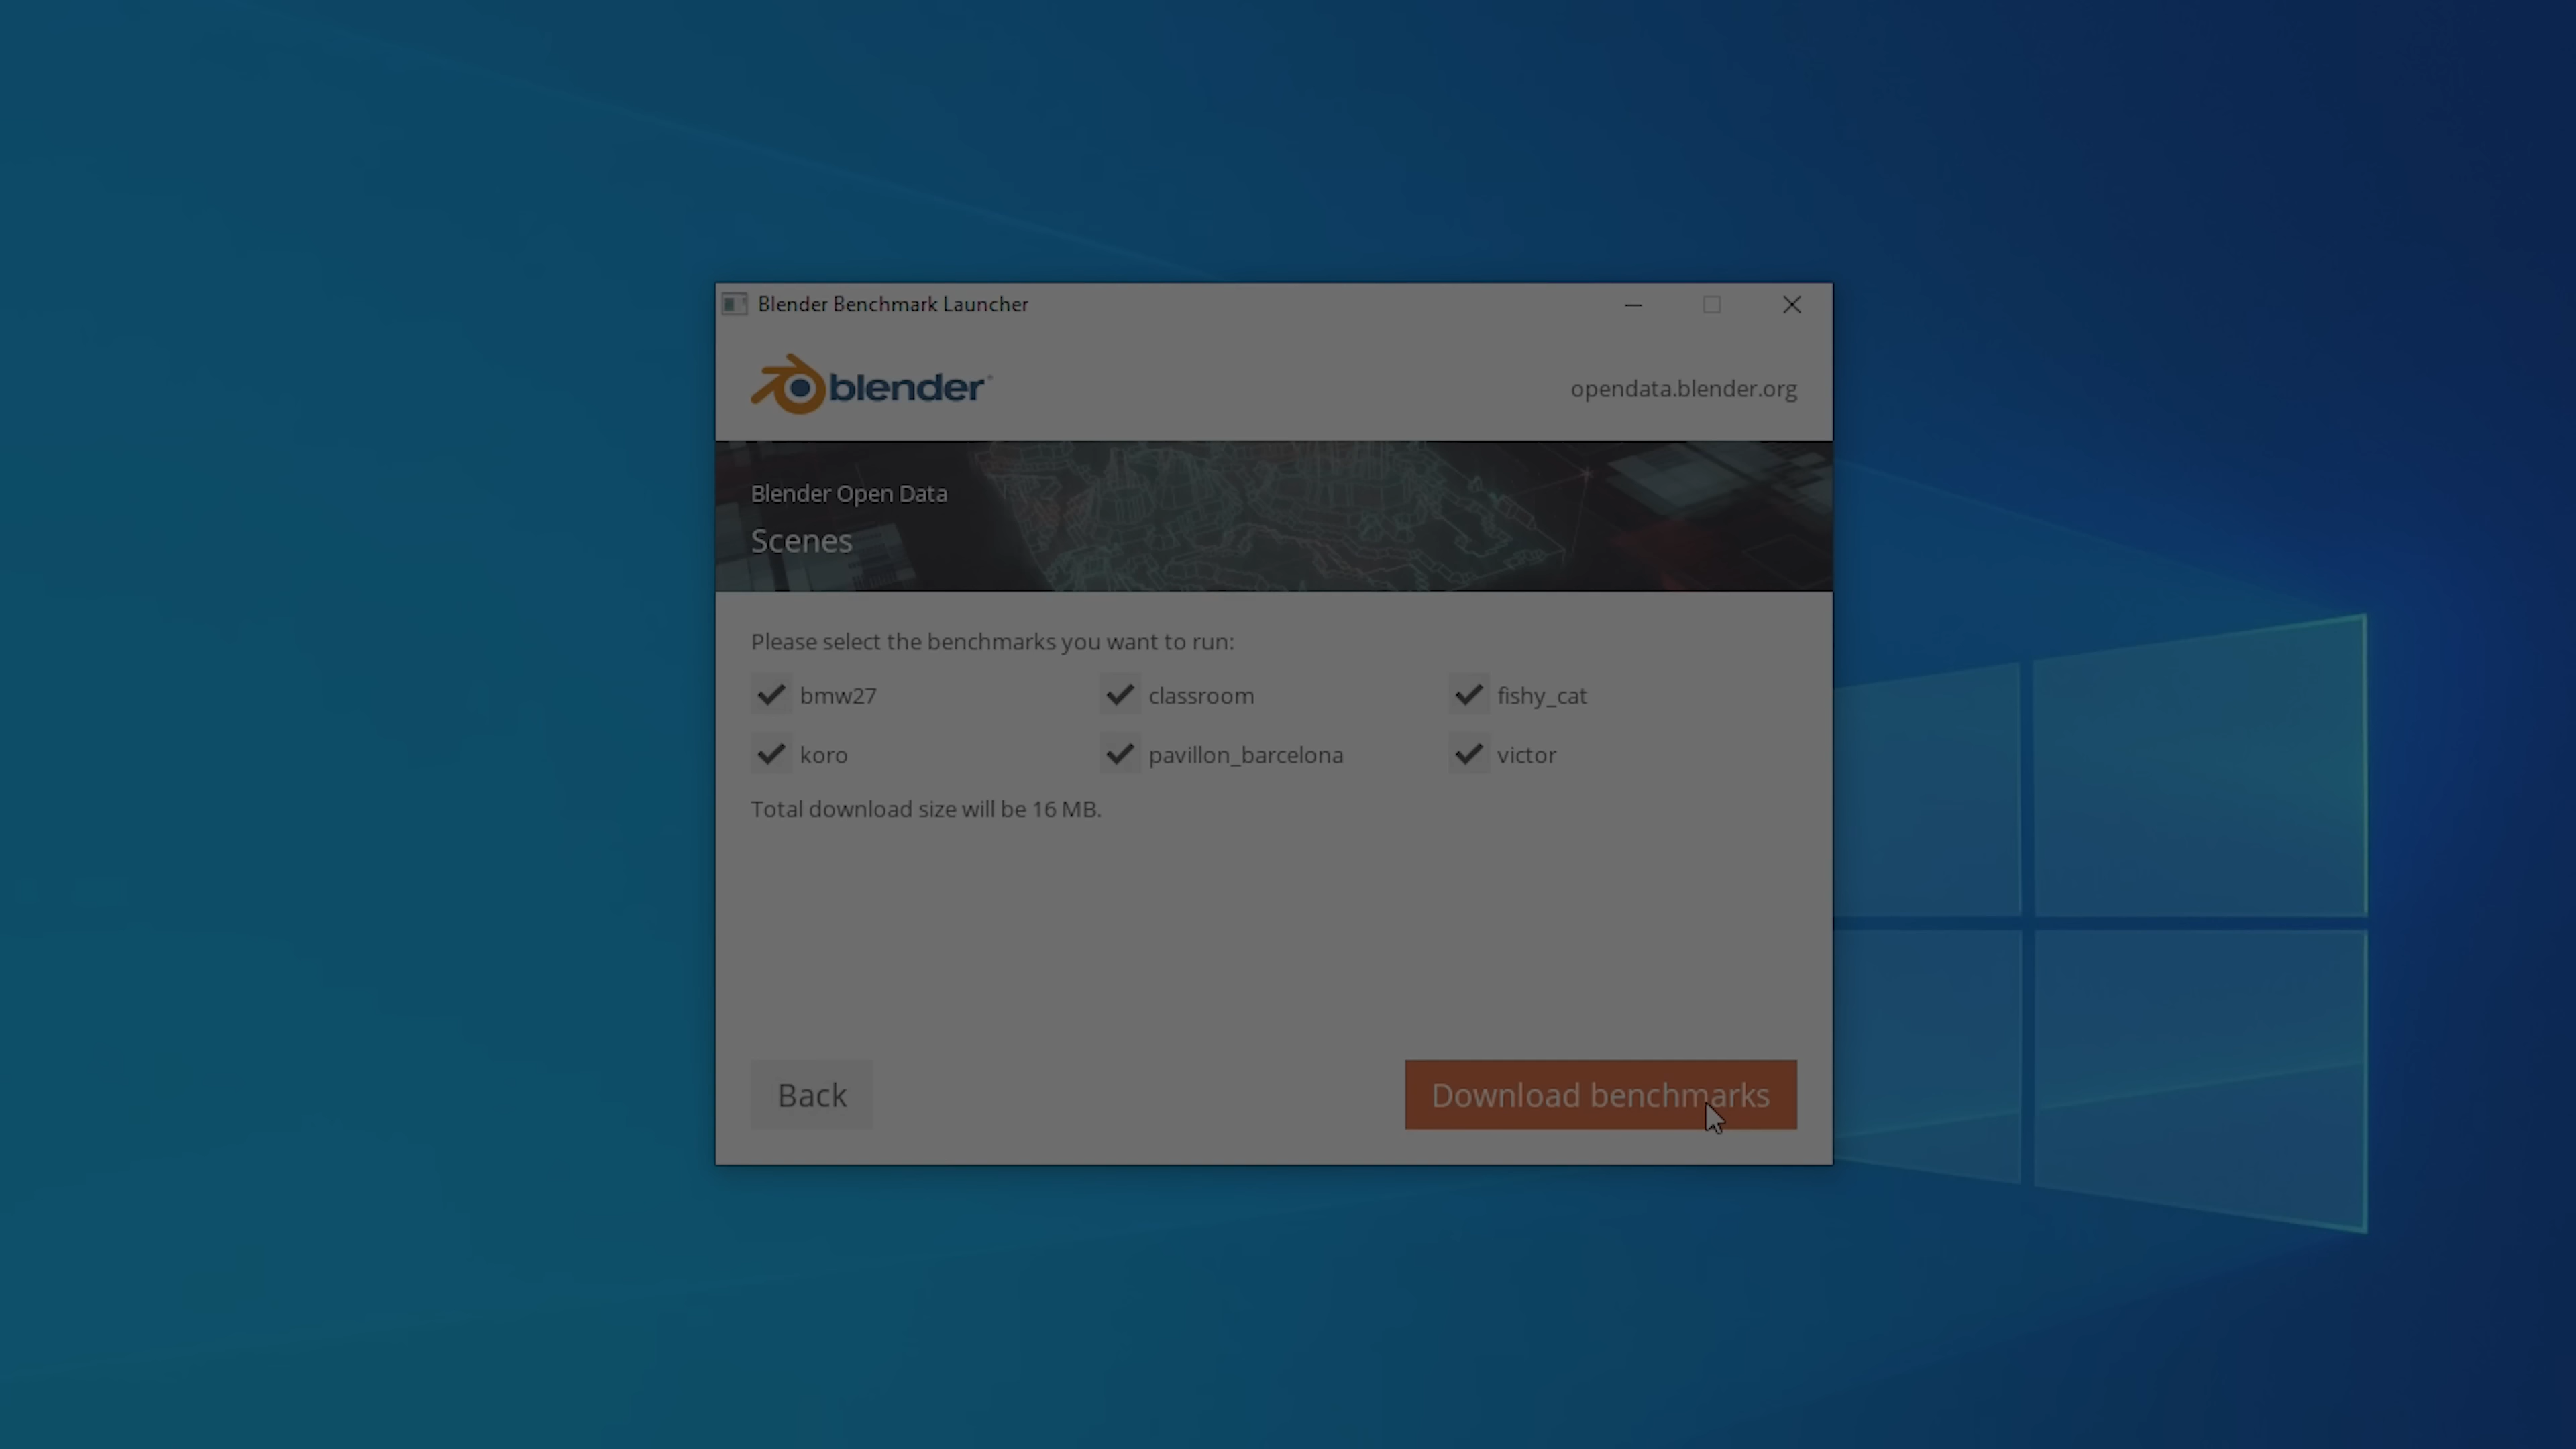 Blender Benchmark Launcher
blender
opendata.blender.org
Blender Open Data
Scenes
Please select the benchmarks you want to run:
bmw27 classroom fishy_cat
koro pavillon_barcelona victor
Total download size will be 16 MB.
Back Download benchmarks